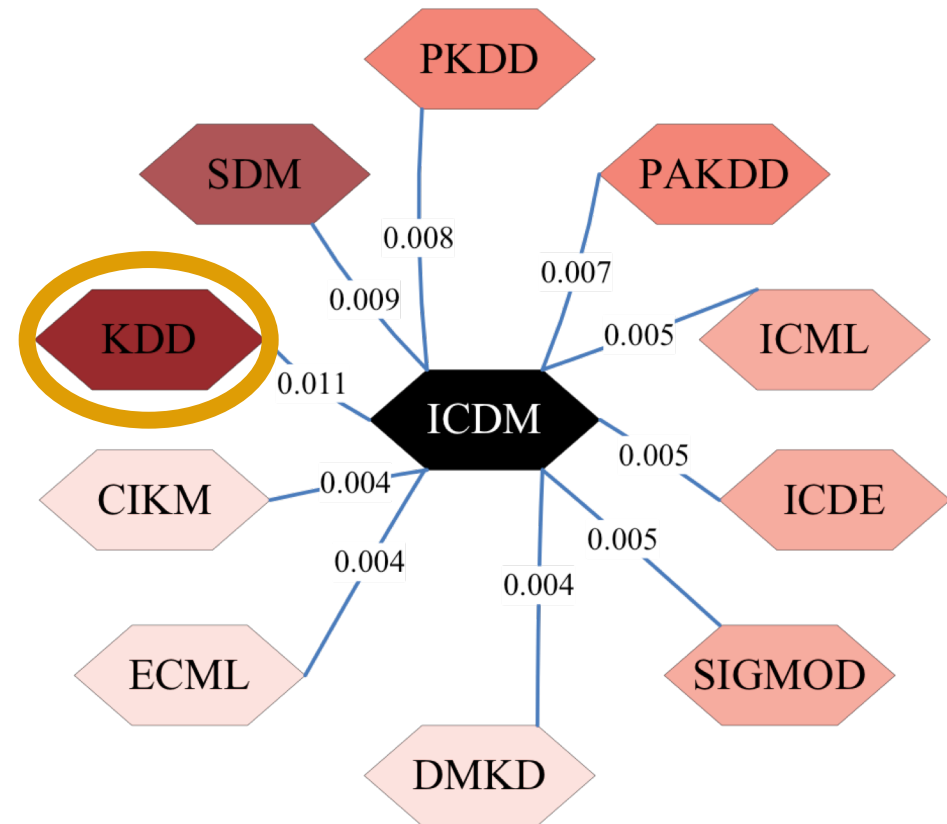 PKDD
SDM
PAKDD
0.008
0.007
0.009
KDD
0.005
ICML
0.011
ICDM
0.005
CIKM
0.004
ICDE
0.005
0.004
0.004
ECML
SIGMOD
DMKD